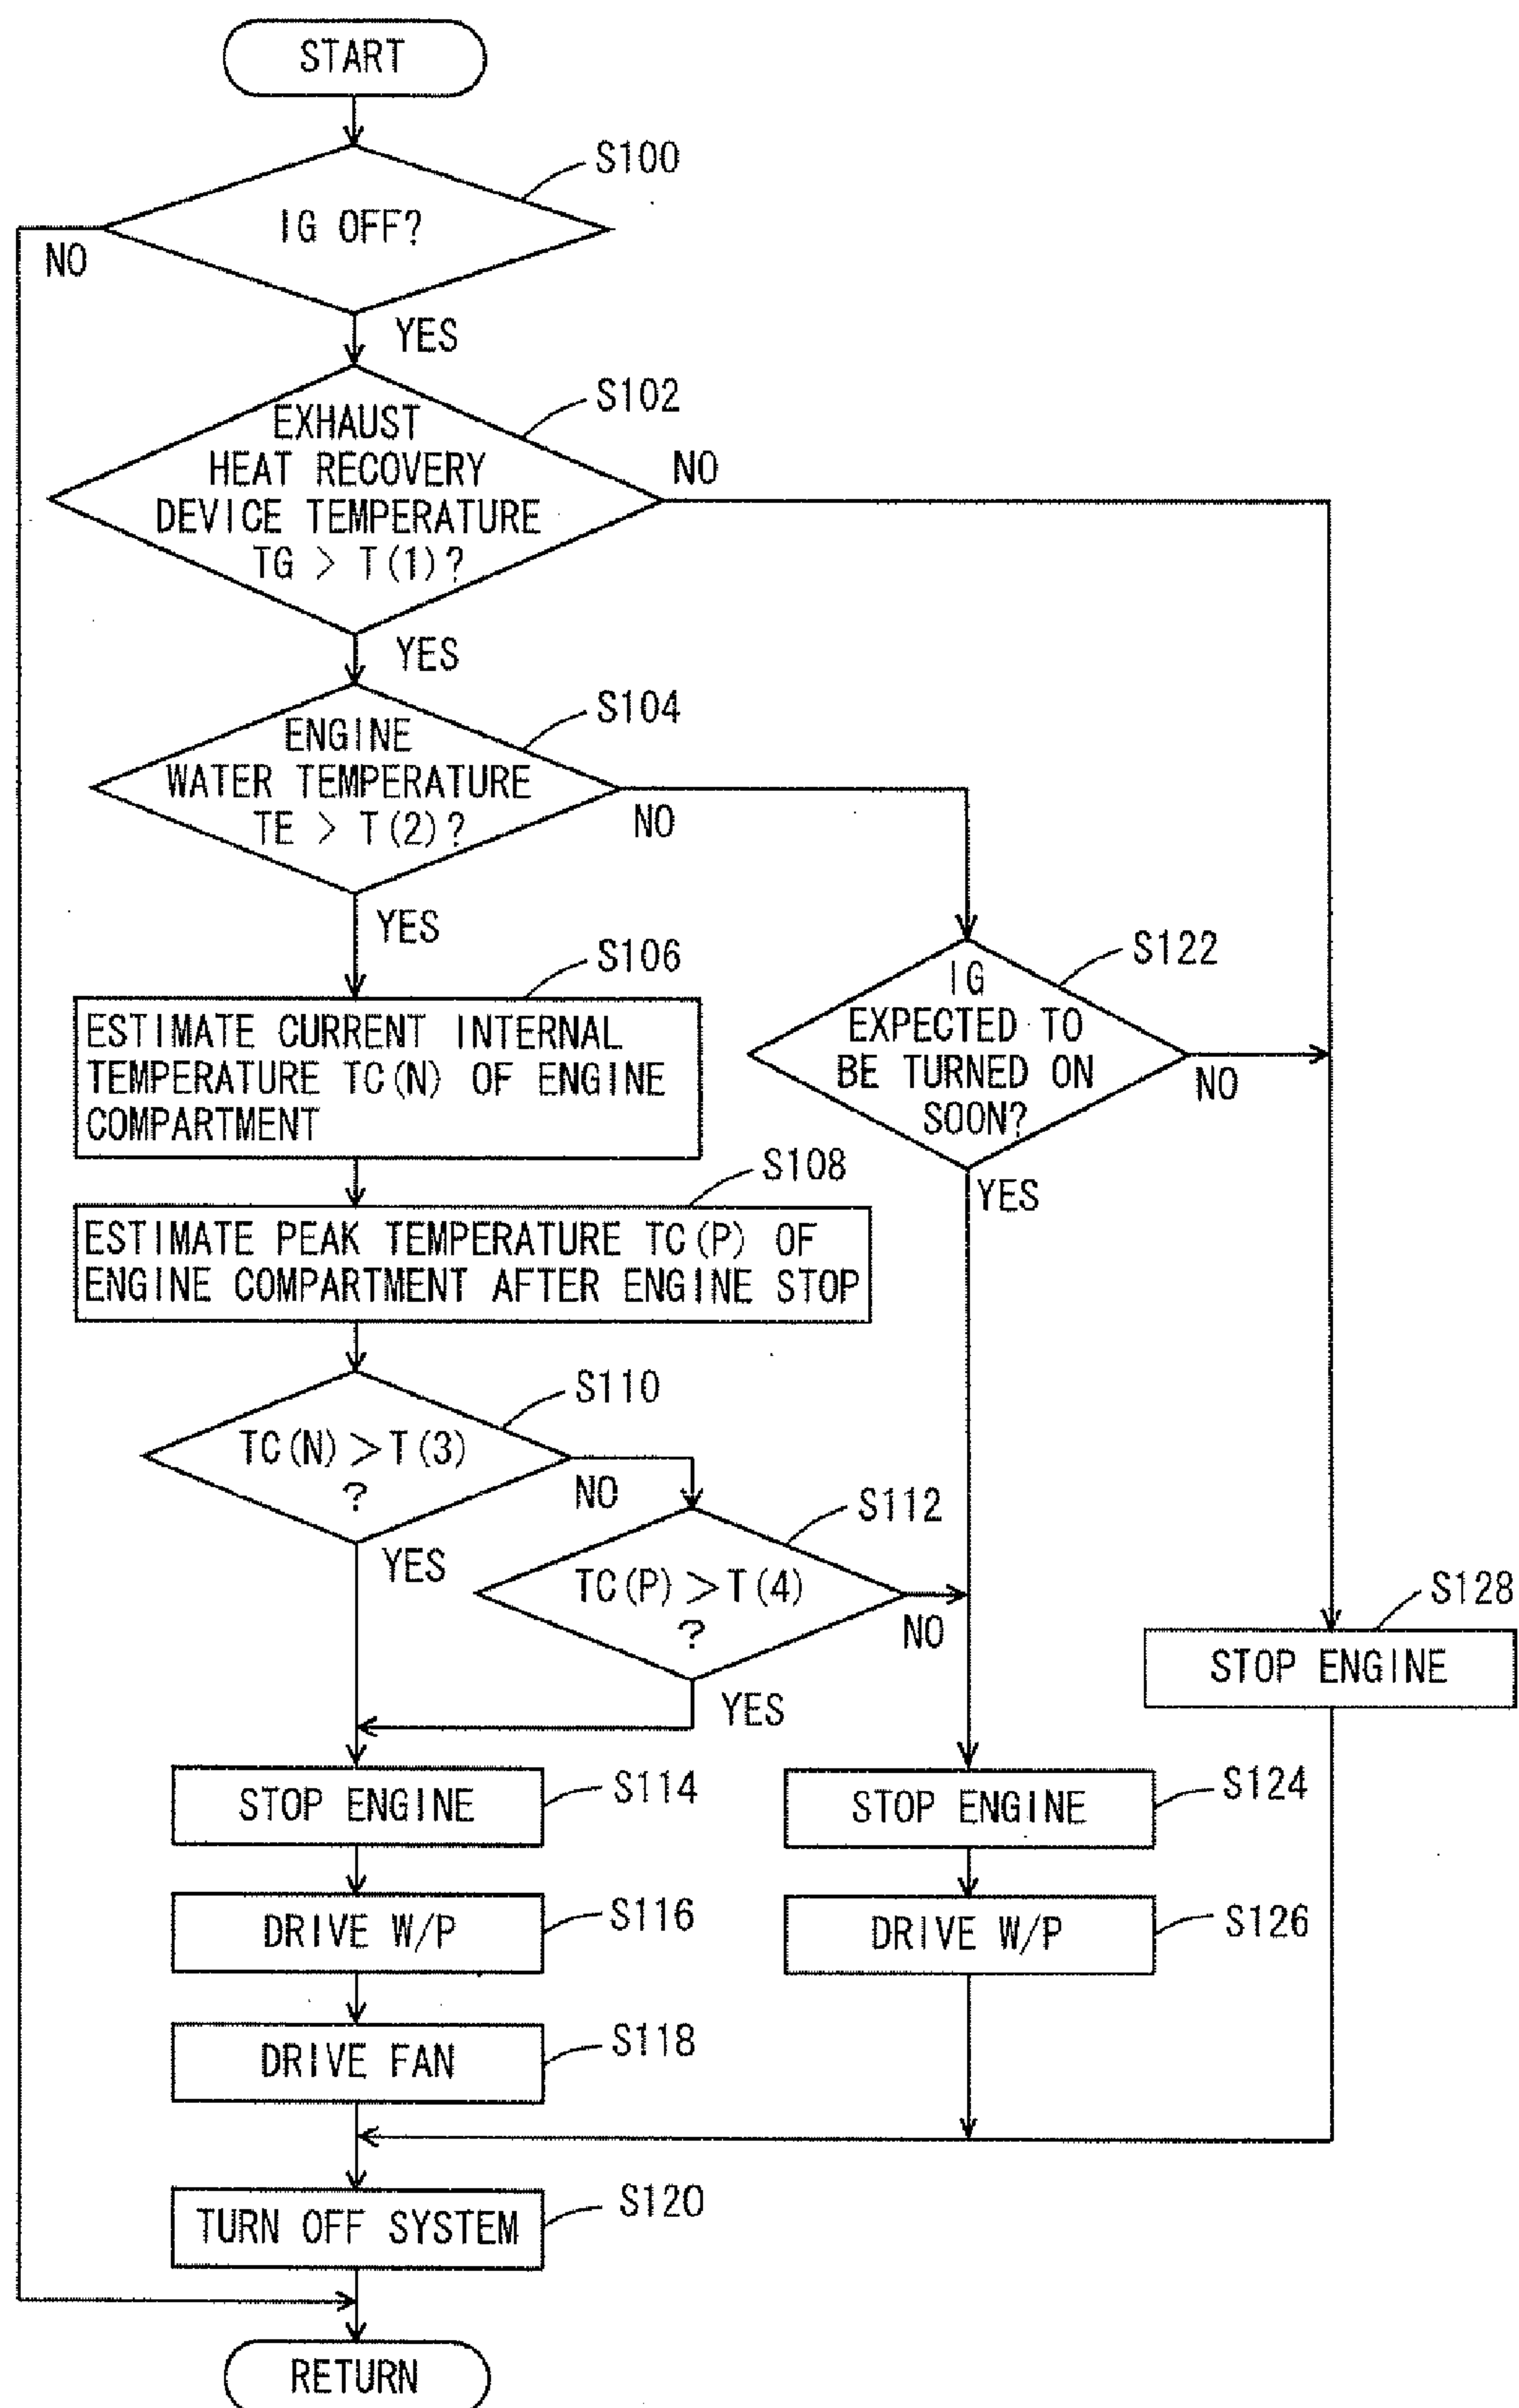 START
S100
IG OFF?
NO
YES
S102
EXHAUST
HEAT RECOVERY
DEVICE TEMPERATURE
TG > T(1)?
NO
YES
S104
ENGINE
WATER TEMPERATURE
TE > T(2)?
NO
YES
S106
ESTIMATE CURRENT INTERNAL
TEMPERATURE TC(N) OF ENGINE
COMPARTMENT
S122
IG
EXPECTED TO
BE TURNED ON
SOON?
NO
YES
S108
ESTIMATE PEAK TEMPERATURE TC(P) OF
ENGINE COMPARTMENT AFTER ENGINE STOP
S110
TC(N) > T(3)
?
NO
YES
S112
TC(P) > T(4)
?
NO
YES
S128
STOP ENGINE
S114
STOP ENGINE
S124
STOP ENGINE
S116
DRIVE W/P
S126
DRIVE W/P
S118
DRIVE FAN
S120
TURN OFF SYSTEM
RETURN